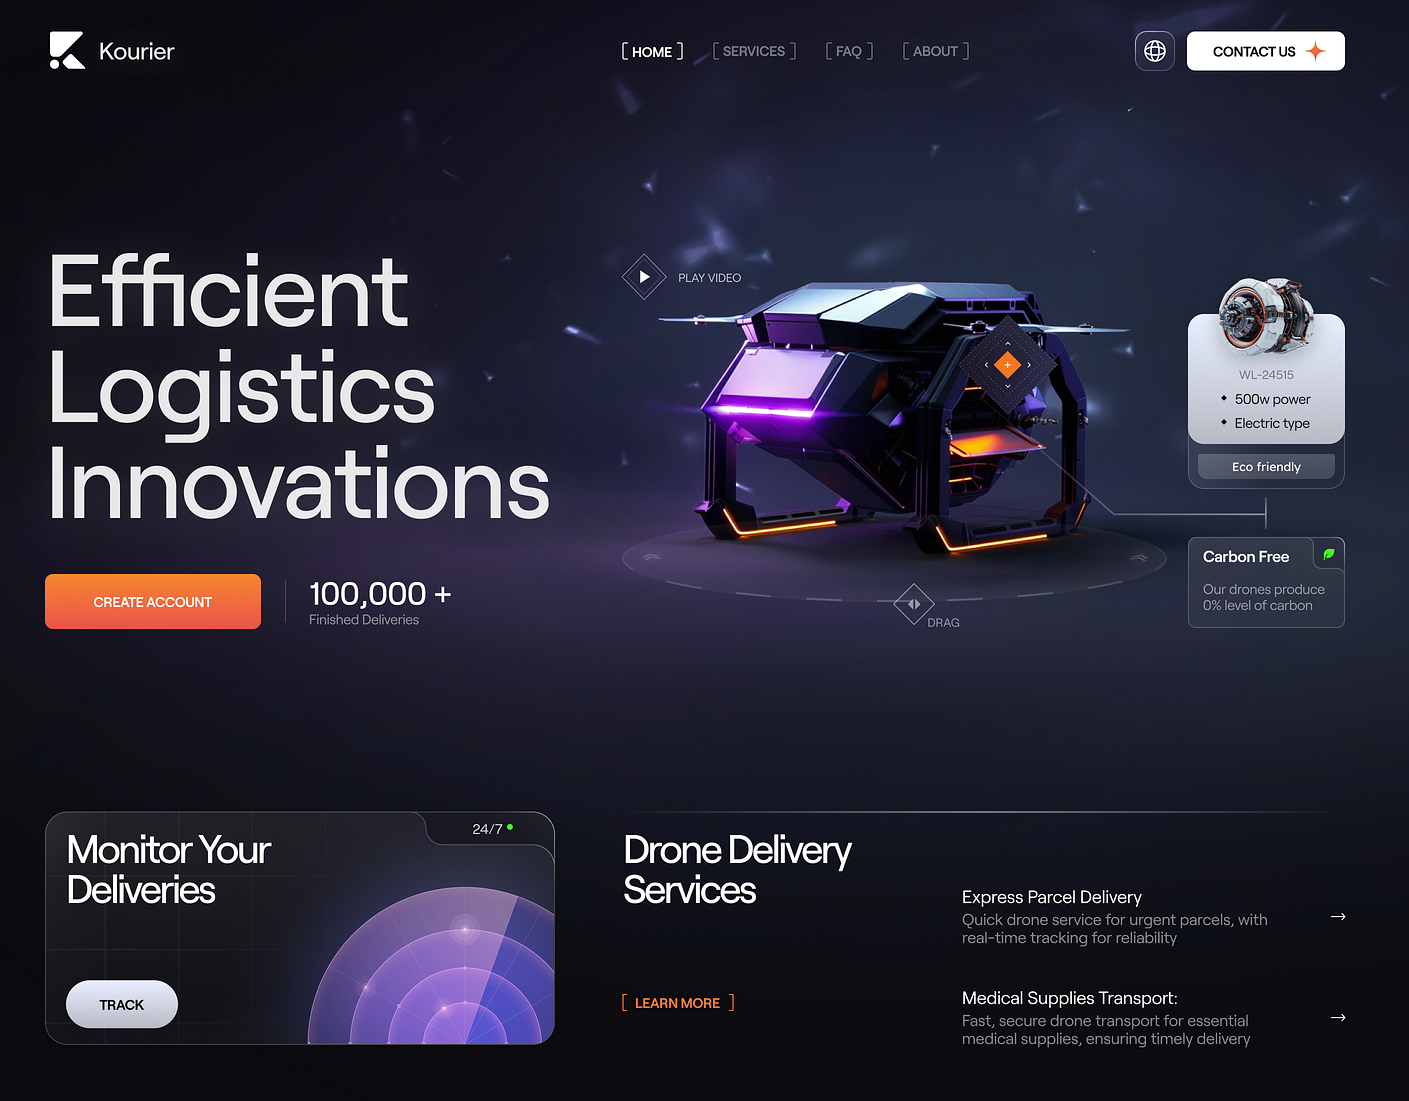 Kourier
[ HOME ]
[ SERVICES ]
[ FAQ ]
[ ABOUT ]
CONTACT US
Efficient
Logistics
Innovations
CREATE ACCOUNT
100,000 +
Finished Deliveries
PLAY VIDEO
DRAG
WL-24515
500w power
Electric type
Eco friendly
Carbon Free
Our drones produce
0% level of carbon
Monitor Your
Deliveries
24/7
TRACK
Drone Delivery
Services
[ LEARN MORE ]
Express Parcel Delivery
Quick drone service for urgent parcels, with
real-time tracking for reliability
Medical Supplies Transport:
Fast, secure drone transport for essential
medical supplies, ensuring timely delivery